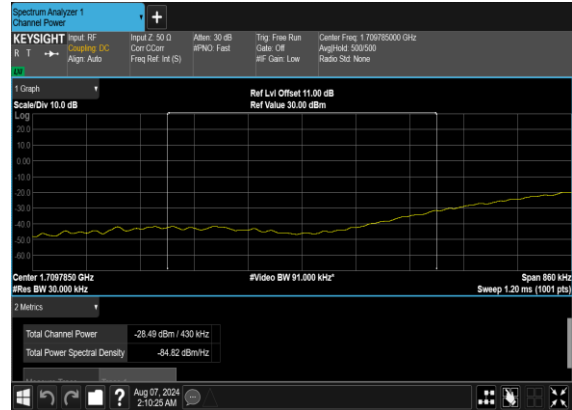 Spectrum Analyzer 1
Channel Power
KEYSIGHT Input: RF Input Z: 50 Ω Atten: 30 dB Trig: Free Run Center Freq: 1.709785000 GHz
R T Coupling: DC Corr CCorr #PNO: Fast Gate: Off Avg|Hold: 500/500
Align: Auto Freq Ref: Int (S) #IF Gain: Low Radio Std: None
LM
1 Graph Ref Lvl Offset 11.00 dB
Scale/Div 10.0 dB Ref Value 30.00 dBm
Log
20.0
10.0
0.00
-10.0
-20.0
-30.0
-40.0
-50.0
-60.0
Center 1.7097850 GHz #Video BW 91.000 kHz* Span 860 kHz
#Res BW 30.000 kHz Sweep 1.20 ms (1001 pts)
2 Metrics
Total Channel Power -28.49 dBm / 430 kHz
Total Power Spectral Density -84.82 dBm/Hz
Aug 07, 2024
2:10:25 AM